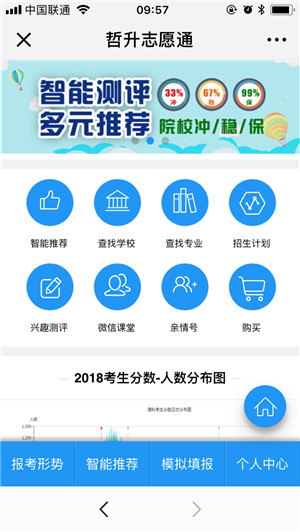 中国联通
09:57
哲升志愿通
智能测评
多元推荐
33%
冲
67%
稳
99%
保
院校冲/稳/保
智能推荐
查找学校
查找专业
招生计划
兴趣测评
微信课堂
亲情号
购买
2018考生分数-人数分布图
理科考生分数正态分布图
人数
1,500
1,200
报考形势
智能推荐
模拟填报
个人中心